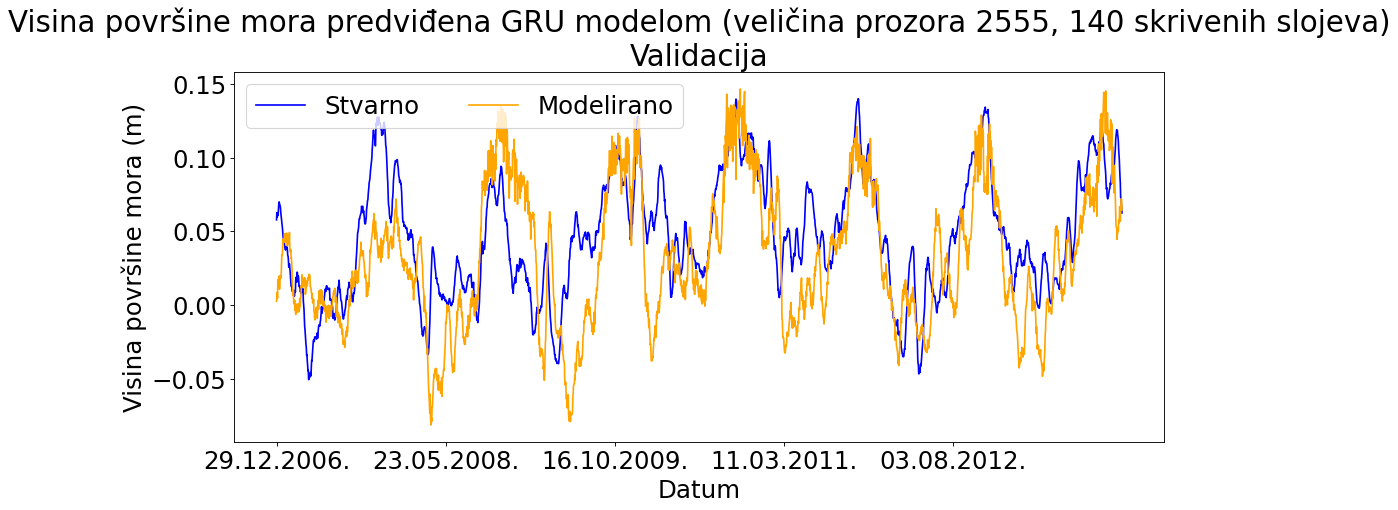 Visina površine mora predviđena GRU modelom (veličina prozora 2555, 140 skrivenih slojeva)
Validacija
Stvarno Modelirano
Visina površine mora (m)
0.15
0.10
0.05
0.00
−0.05
29.12.2006. 23.05.2008. 16.10.2009. 11.03.2011. 03.08.2012.
Datum